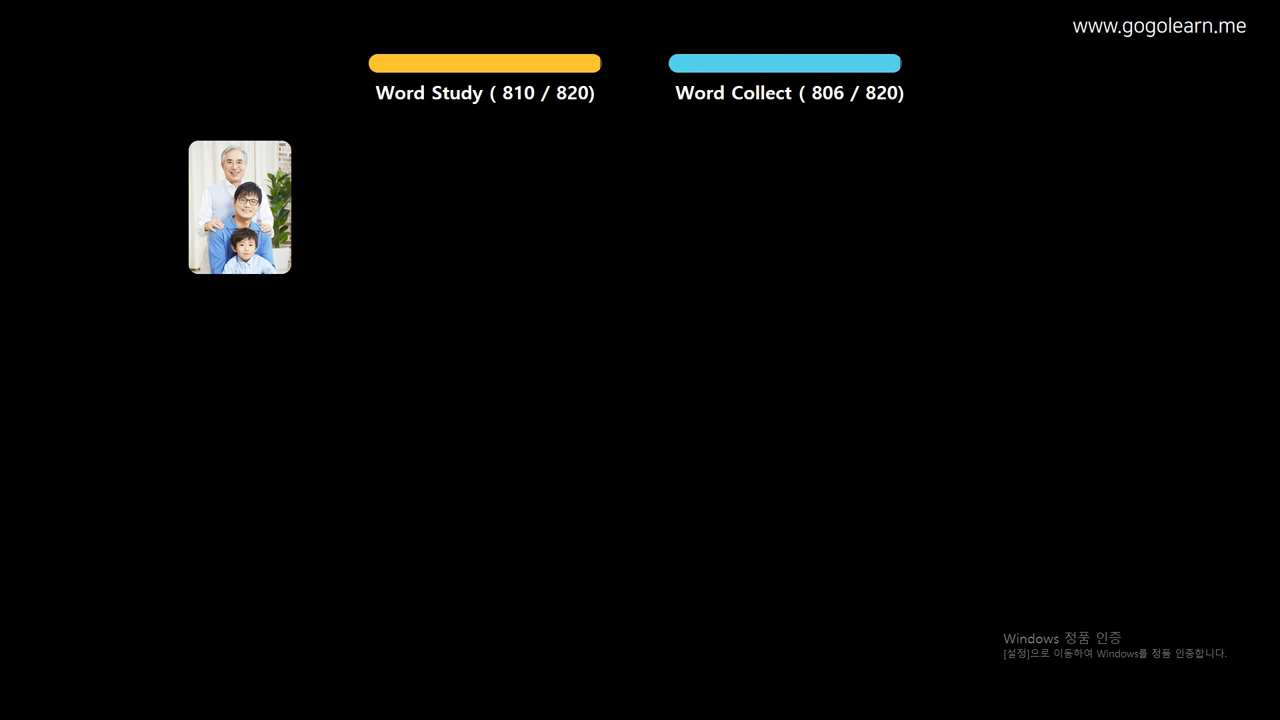 www.gogolearn.me
Word Study ( 810 / 820)
Word Collect ( 806 / 820)
Windows 정품 인증
[설정]으로 이동하여 Windows를 정품 인증합니다.